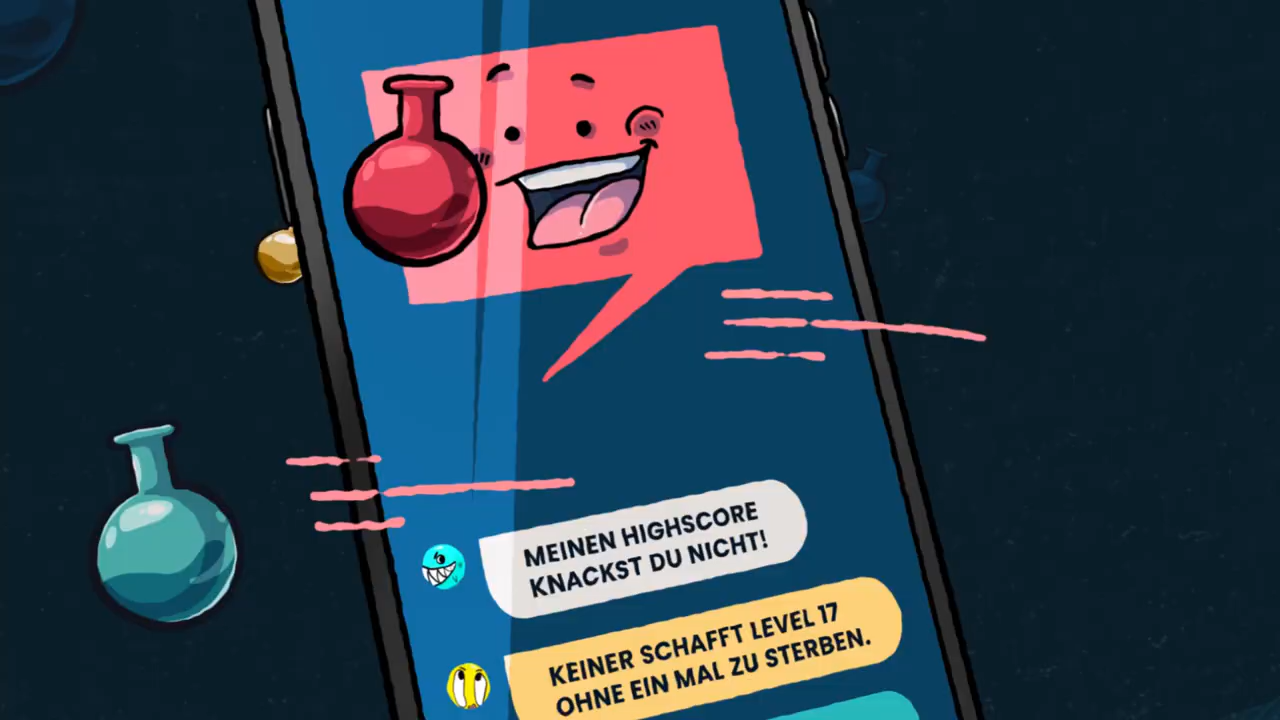 MEINEN HIGHSCORE
KNACKST DU NICHT!
KEINER SCHAFFT LEVEL 17
OHNE EIN MAL ZU STERBEN.